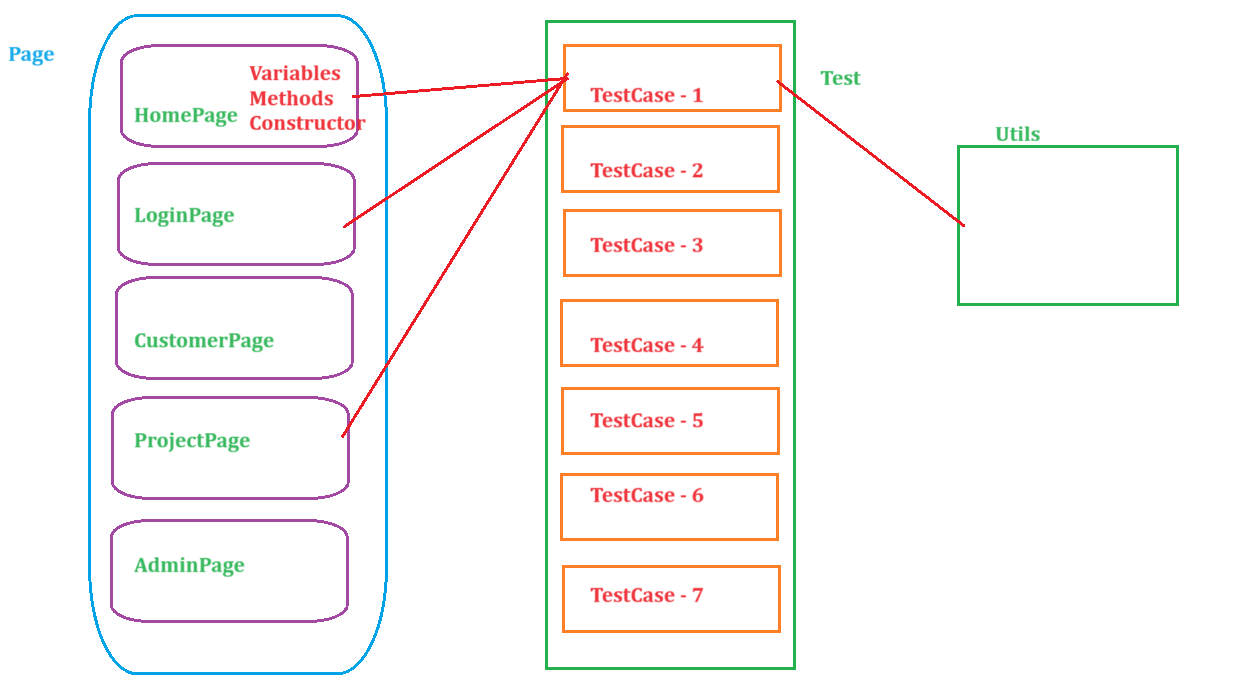 Page
HomePage
Variables
Methods
Constructor
LoginPage
CustomerPage
ProjectPage
AdminPage
TestCase - 1
TestCase - 2
TestCase - 3
TestCase - 4
TestCase - 5
TestCase - 6
TestCase - 7
Test
Utils